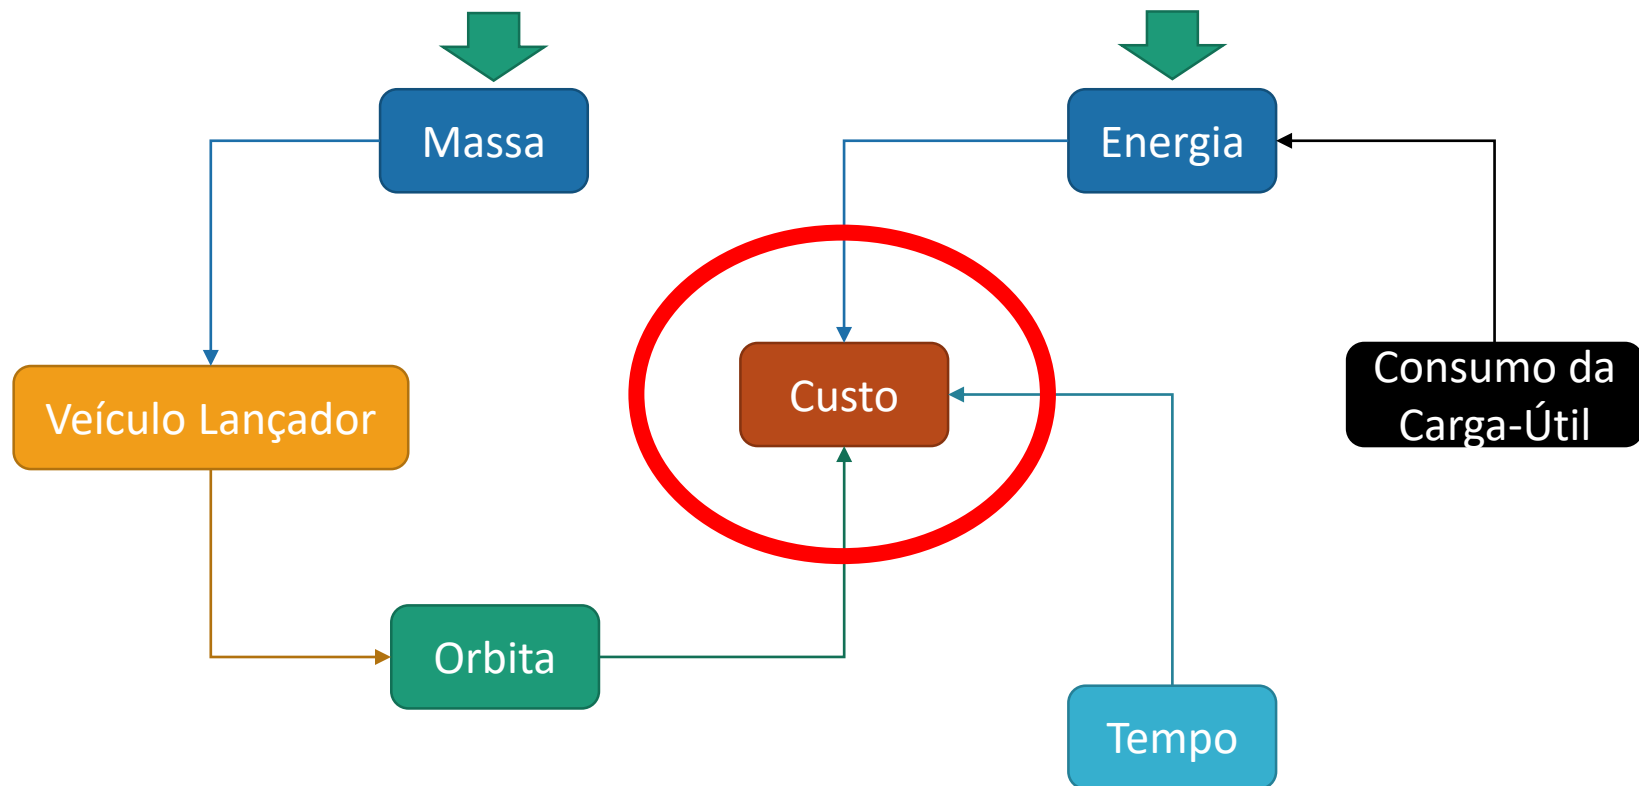 Massa
Energia
Veículo Lançador
Custo
Consumo da
Carga-Útil
Orbita
Tempo